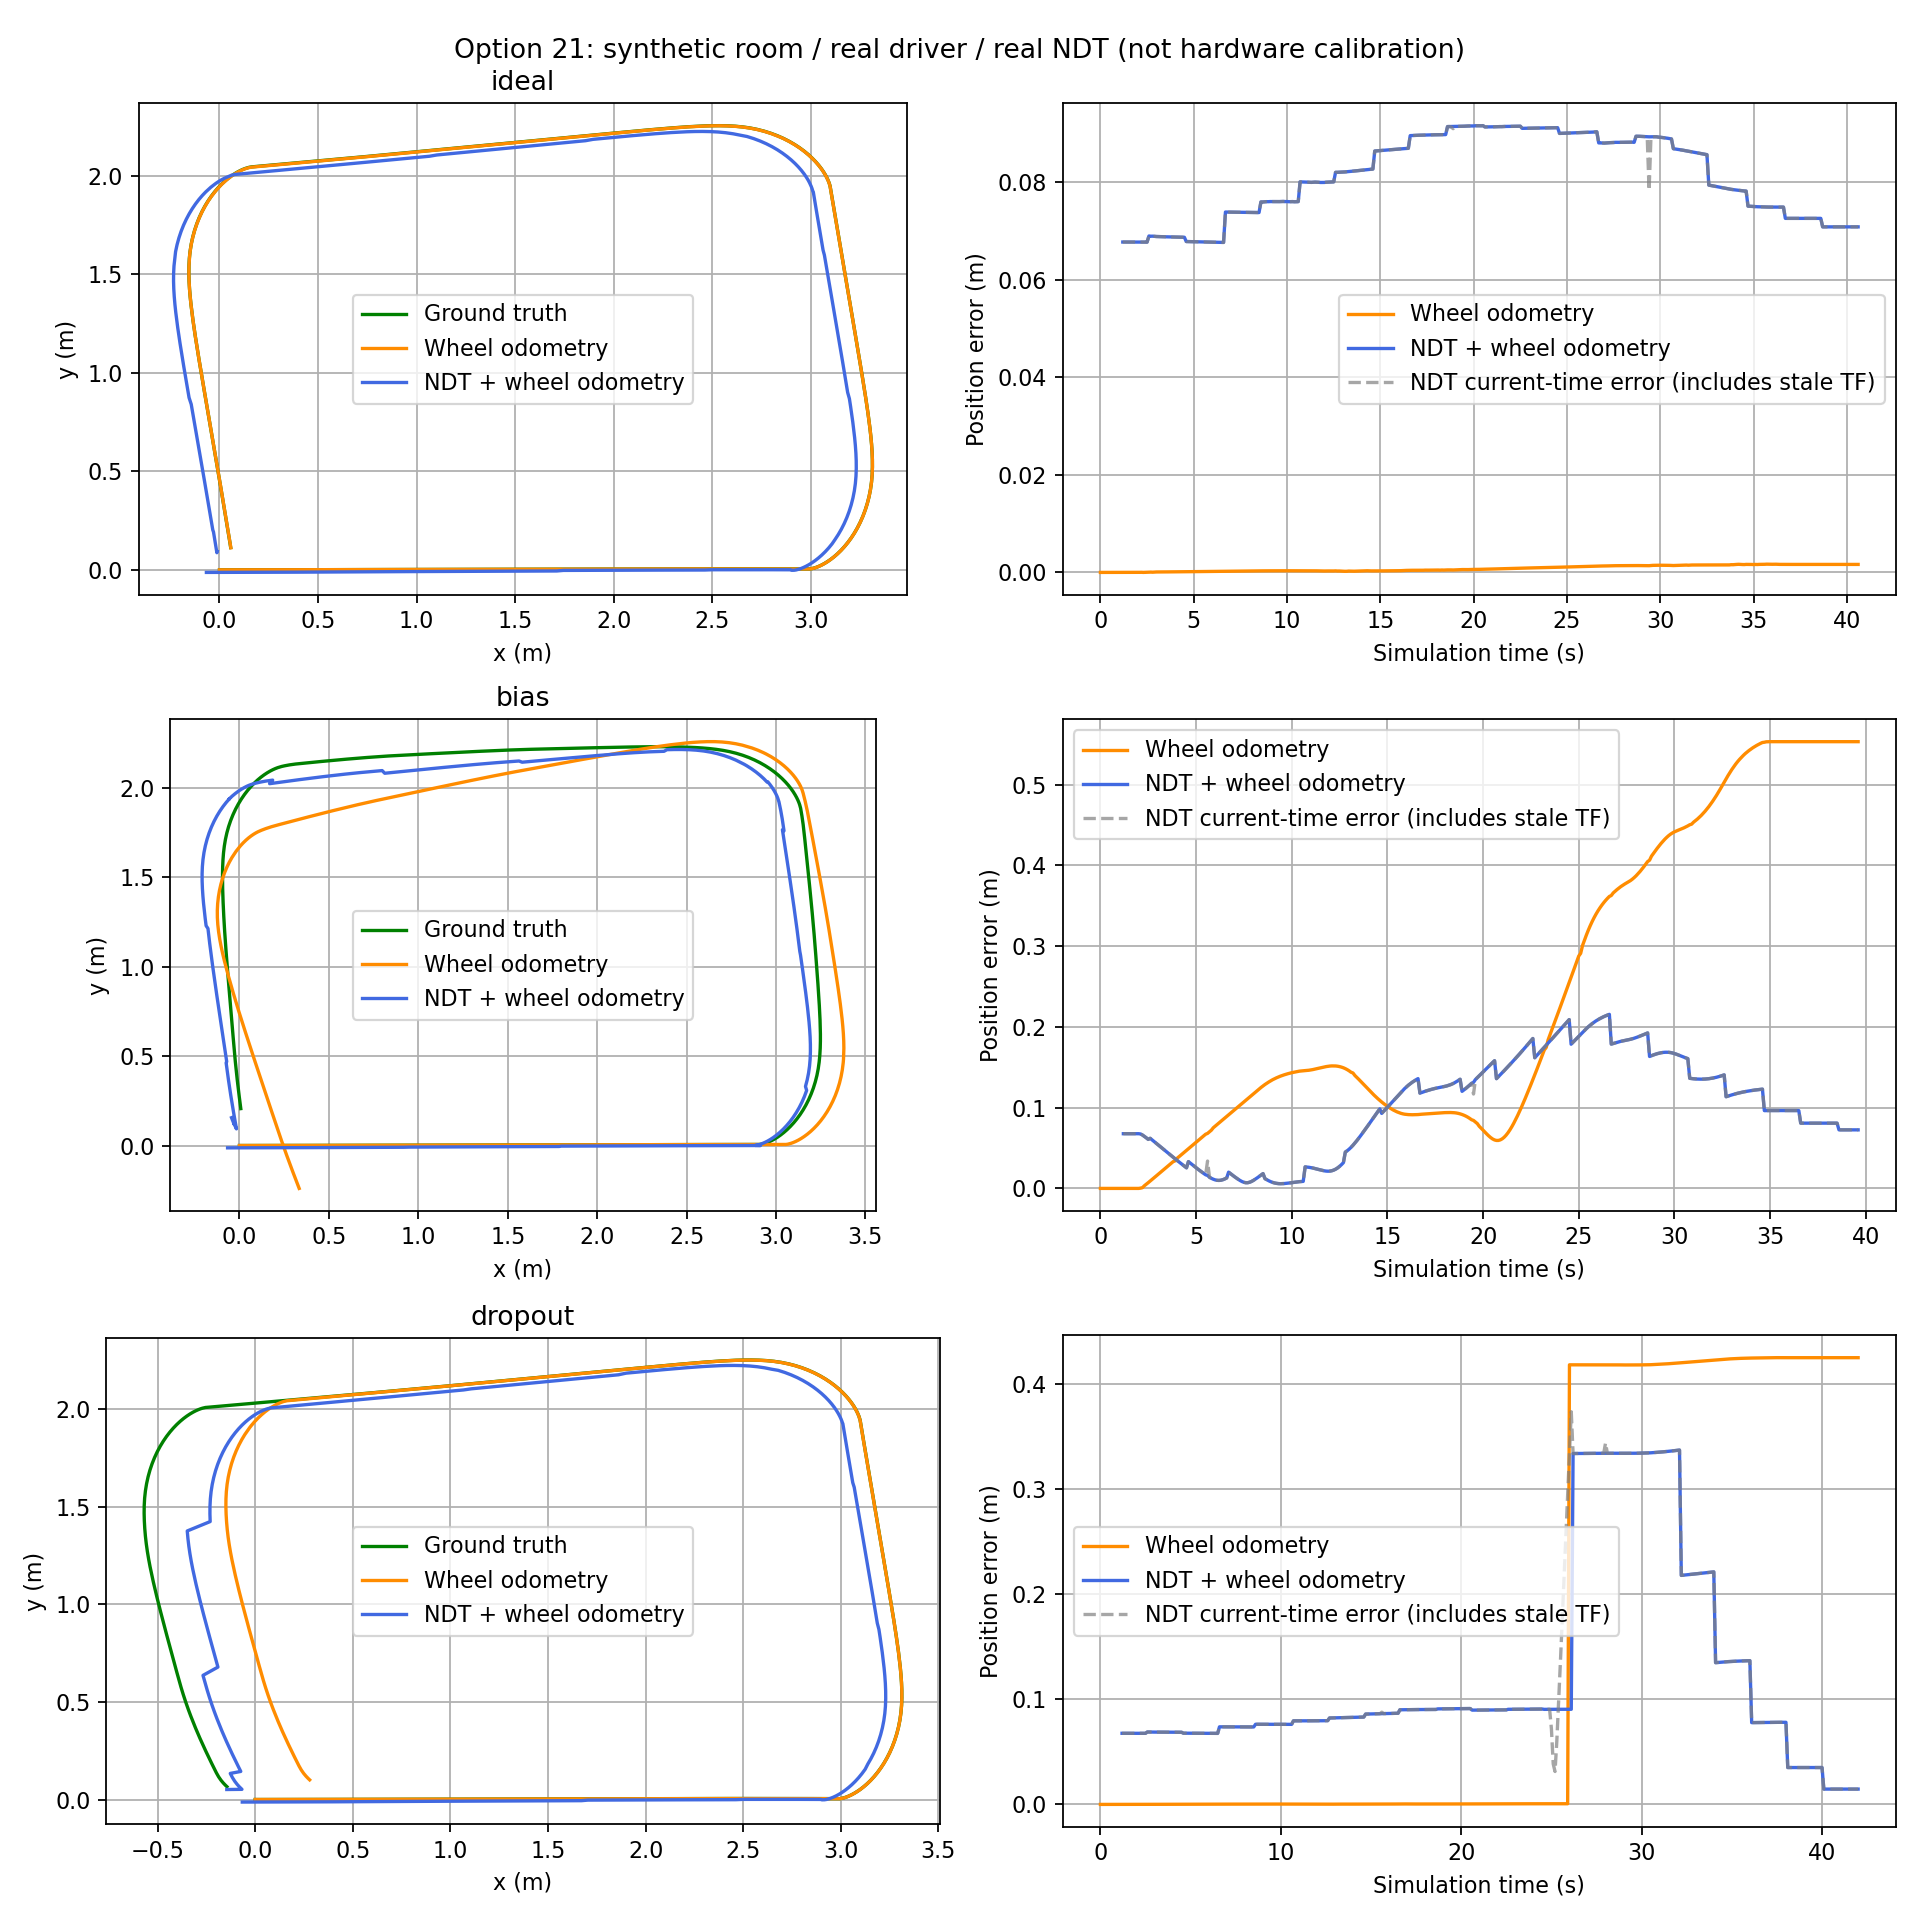 Option 21: synthetic room / real driver / real NDT (not hardware calibration)
ideal
y (m)
2.0
1.5
1.0
0.5
0.0
Ground truth
Wheel odometry
NDT + wheel odometry
0.0 0.5 1.0 1.5 2.0 2.5 3.0
x (m)
Position error (m)
0.08
0.06
0.04
0.02
0.00
Wheel odometry
NDT + wheel odometry
NDT current-time error (includes stale TF)
0 5 10 15 20 25 30 35 40
Simulation time (s)
bias
y (m)
2.0
1.5
1.0
0.5
0.0
Ground truth
Wheel odometry
NDT + wheel odometry
0.0 0.5 1.0 1.5 2.0 2.5 3.0 3.5
x (m)
Position error (m)
0.5
0.4
0.3
0.2
0.1
0.0
Wheel odometry
NDT + wheel odometry
NDT current-time error (includes stale TF)
0 5 10 15 20 25 30 35 40
Simulation time (s)
dropout
y (m)
2.0
1.5
1.0
0.5
0.0
Ground truth
Wheel odometry
NDT + wheel odometry
−0.5 0.0 0.5 1.0 1.5 2.0 2.5 3.0 3.5
x (m)
Position error (m)
0.4
0.3
0.2
0.1
0.0
Wheel odometry
NDT + wheel odometry
NDT current-time error (includes stale TF)
0 10 20 30 40
Simulation time (s)